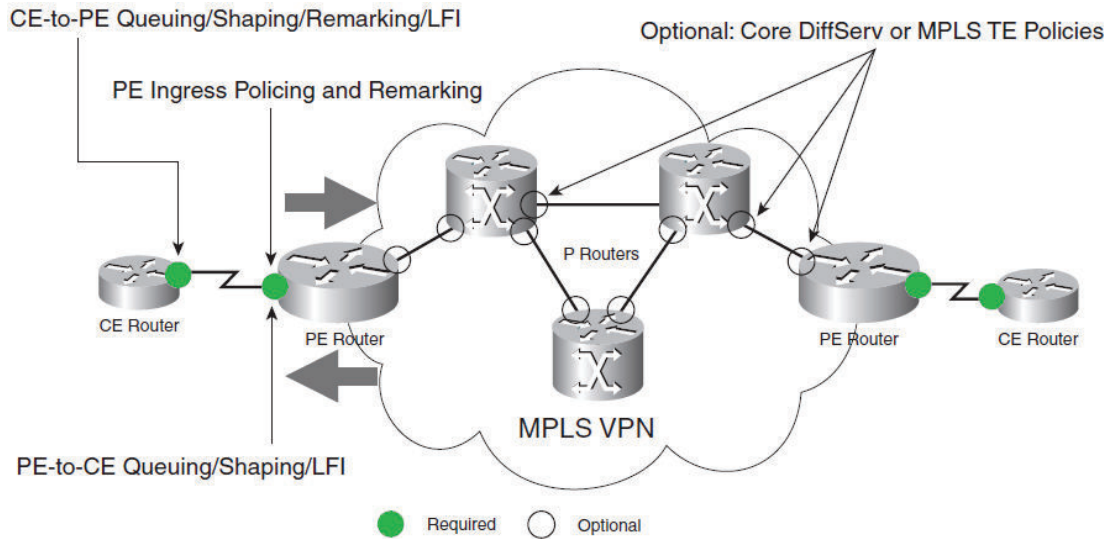 CE-to-PE Queuing/Shaping/Remarking/LFI
Optional: Core DiffServ or MPLS TE Policies
PE Ingress Policing and Remarking
P Routers
CE Router
PE Router
PE Router
CE Router
MPLS VPN
PE-to-CE Queuing/Shaping/LFI
Required
Optional